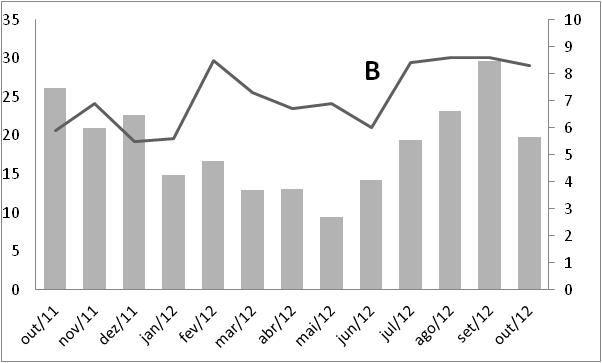 35
30
25
20
15
10
5
0
B
10
9
8
7
6
5
4
3
2
1
0
out/11
nov/11
dez/11
jan/12
fev/12
mar/12
abr/12
mai/12
jun/12
jul/12
ago/12
set/12
out/12